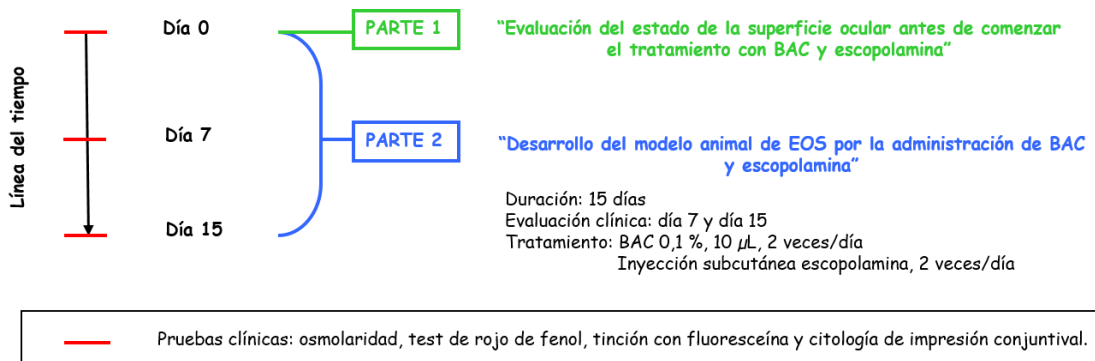 Línea del tiempo
Día 0
PARTE 1
“Evaluación del estado de la superficie ocular antes de comenzar
el tratamiento con BAC y escopolamina”
Día 7
PARTE 2
“Desarrollo del modelo animal de EOS por la administración de BAC
y escopolamina”
Día 15
Duración: 15 días
Evaluación clínica: día 7 y día 15
Tratamiento: BAC 0,1 %, 10 µL, 2 veces/día
Inyección subcutánea escopolamina, 2 veces/día
Pruebas clínicas: osmolaridad, test de rojo de fenol, tinción con fluoresceína y citología de impresión conjuntival.